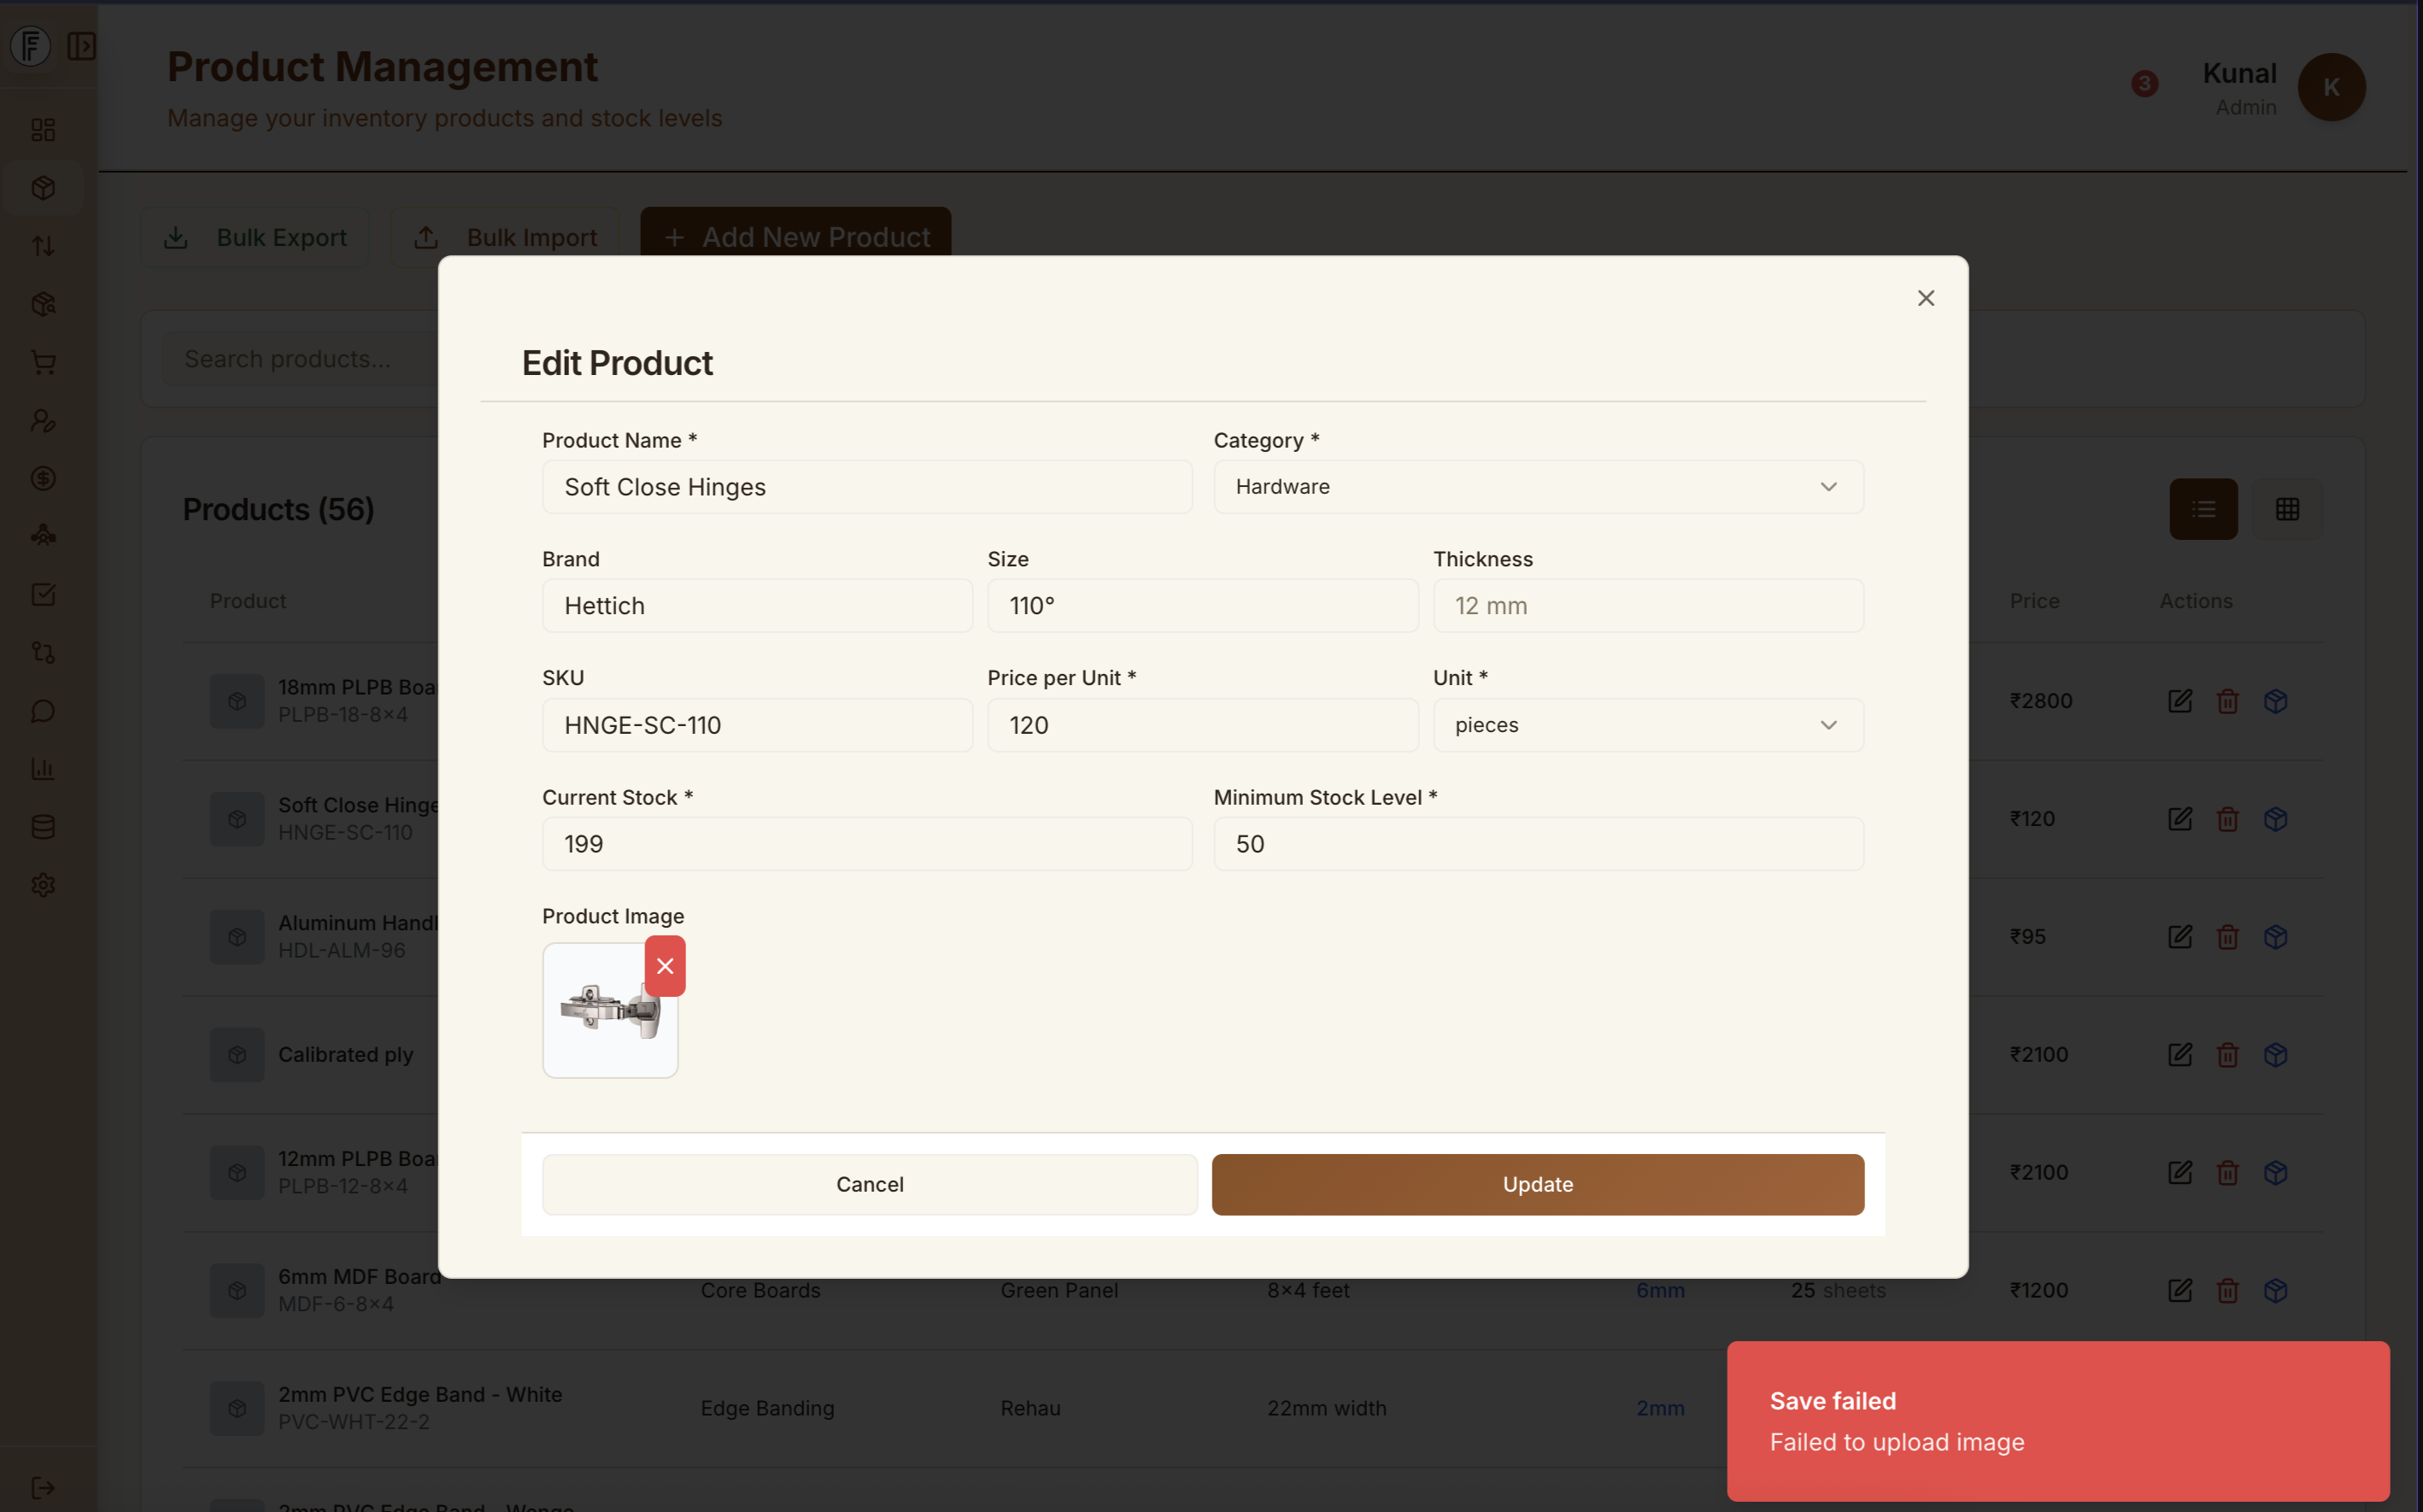 Product Management
Manage your inventory products and stock levels
3
Kunal
Admin
K
Bulk Export
Bulk Import
+ Add New Product
Search products...
Products (56)
Product
Price
Actions
18mm PLPB Boa
PLPB-18-8×4
₹2800
Soft Close Hinge
HNGE-SC-110
₹120
Aluminum Handl
HDL-ALM-96
₹95
Calibrated ply
₹2100
12mm PLPB Boa
PLPB-12-8×4
₹2100
6mm MDF Board
MDF-6-8×4
Core Boards
Green Panel
8×4 feet
6mm
25 sheets
₹1200
2mm PVC Edge Band - White
PVC-WHT-22-2
Edge Banding
Rehau
22mm width
2mm
2mm PVC Edge Band - Wenge
Edit Product
Product Name *
Soft Close Hinges
Category *
Hardware
Brand
Hettich
Size
110°
Thickness
12 mm
SKU
HNGE-SC-110
Price per Unit *
120
Unit *
pieces
Current Stock *
199
Minimum Stock Level *
50
Product Image
Cancel
Update
Save failed
Failed to upload image